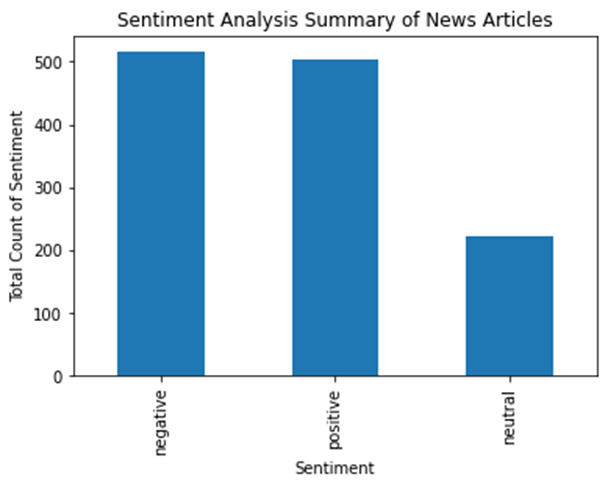 Sentiment Analysis Summary of News Articles
Total Count of Sentiment
500
400
300
200
100
0
negative
positive
neutral
Sentiment